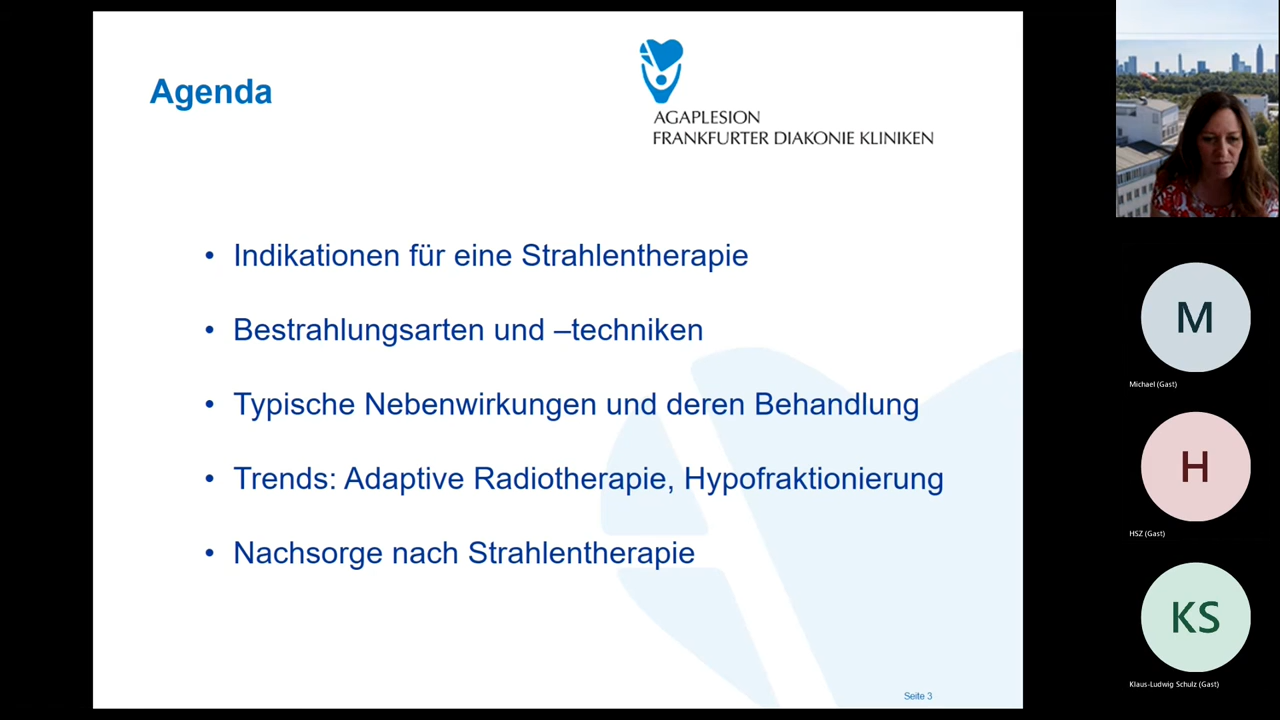 Agenda
AGAPLESION
FRANKFURTER DIAKONIE KLINIKEN
• Indikationen für eine Strahlentherapie
• Bestrahlungsarten und –techniken
• Typische Nebenwirkungen und deren Behandlung
• Trends: Adaptive Radiotherapie, Hypofraktionierung
• Nachsorge nach Strahlentherapie
Seite 3
M
Michael (Gast)
H
HSZ (Gast)
KS
Klaus-Ludwig Schulz (Gast)